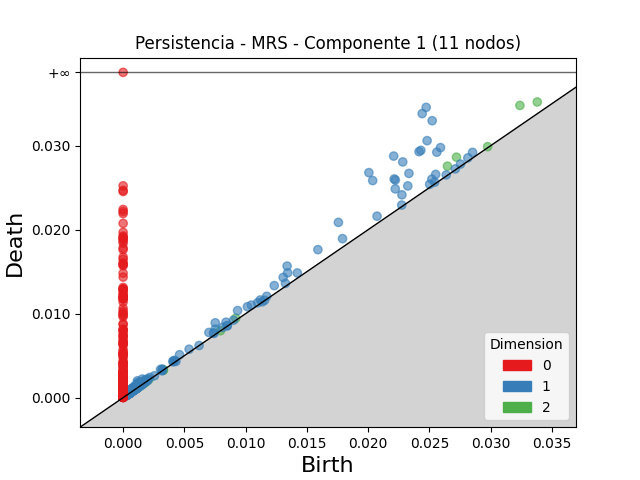 Persistencia - MRS - Componente 1 (11 nodos)
+∞
0.030
0.020
0.010
0.000
Death
Dimension
0
1
2
0.000 0.005 0.010 0.015 0.020 0.025 0.030 0.035
Birth